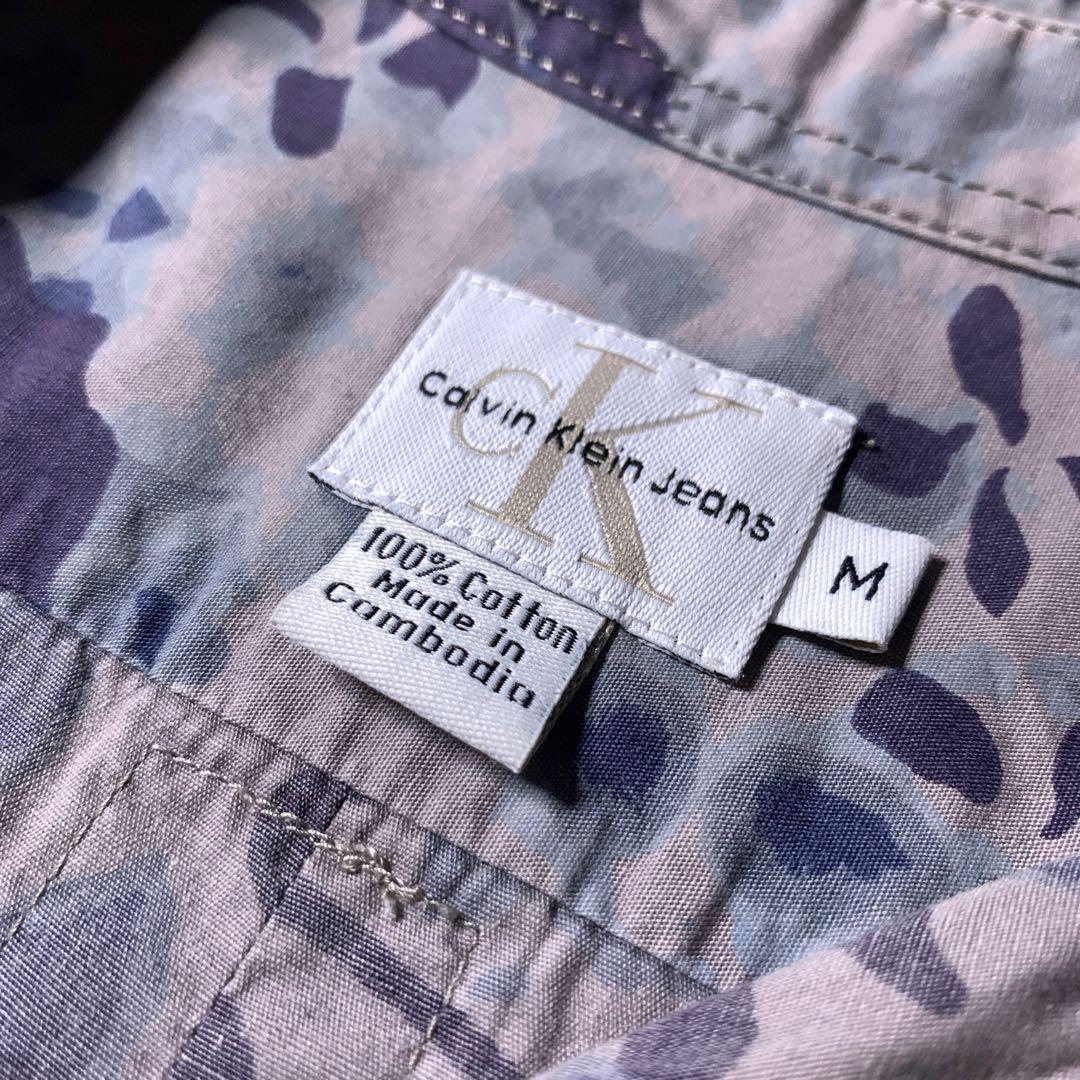 cK
Calvin Klein Jeans
M
100% Cotton
Made in
Cambodia